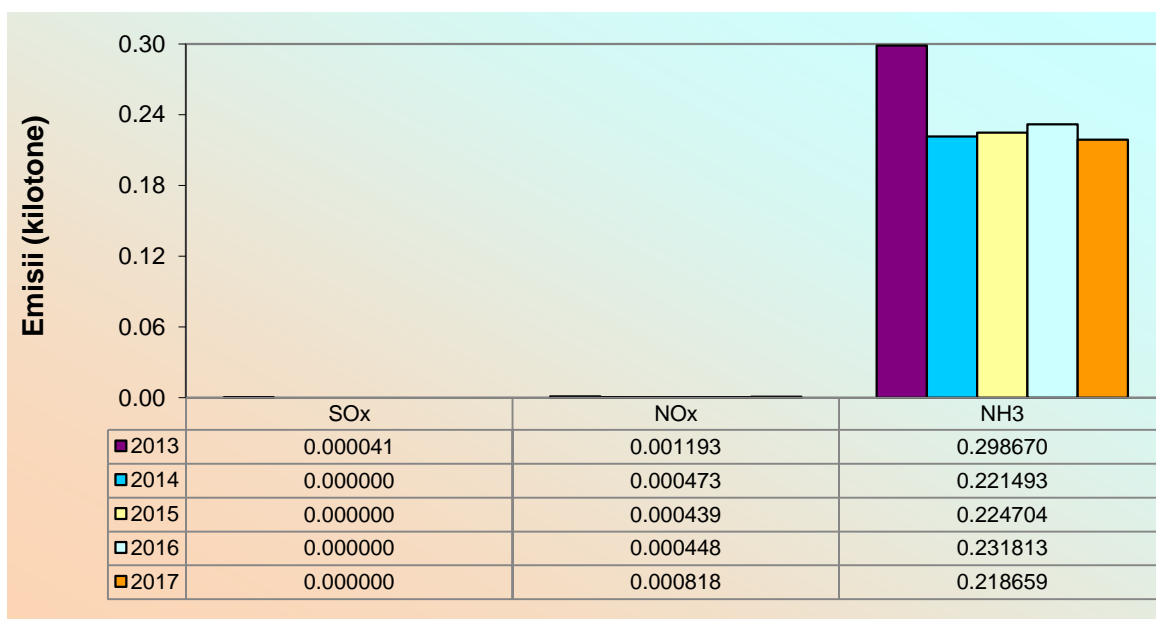 Emisii (kilotone)
0.30
0.24
0.18
0.12
0.06
0.00
SOx NOx NH3
2013 0.000041 0.001193 0.298670
2014 0.000000 0.000473 0.221493
2015 0.000000 0.000439 0.224704
2016 0.000000 0.000448 0.231813
2017 0.000000 0.000818 0.218659